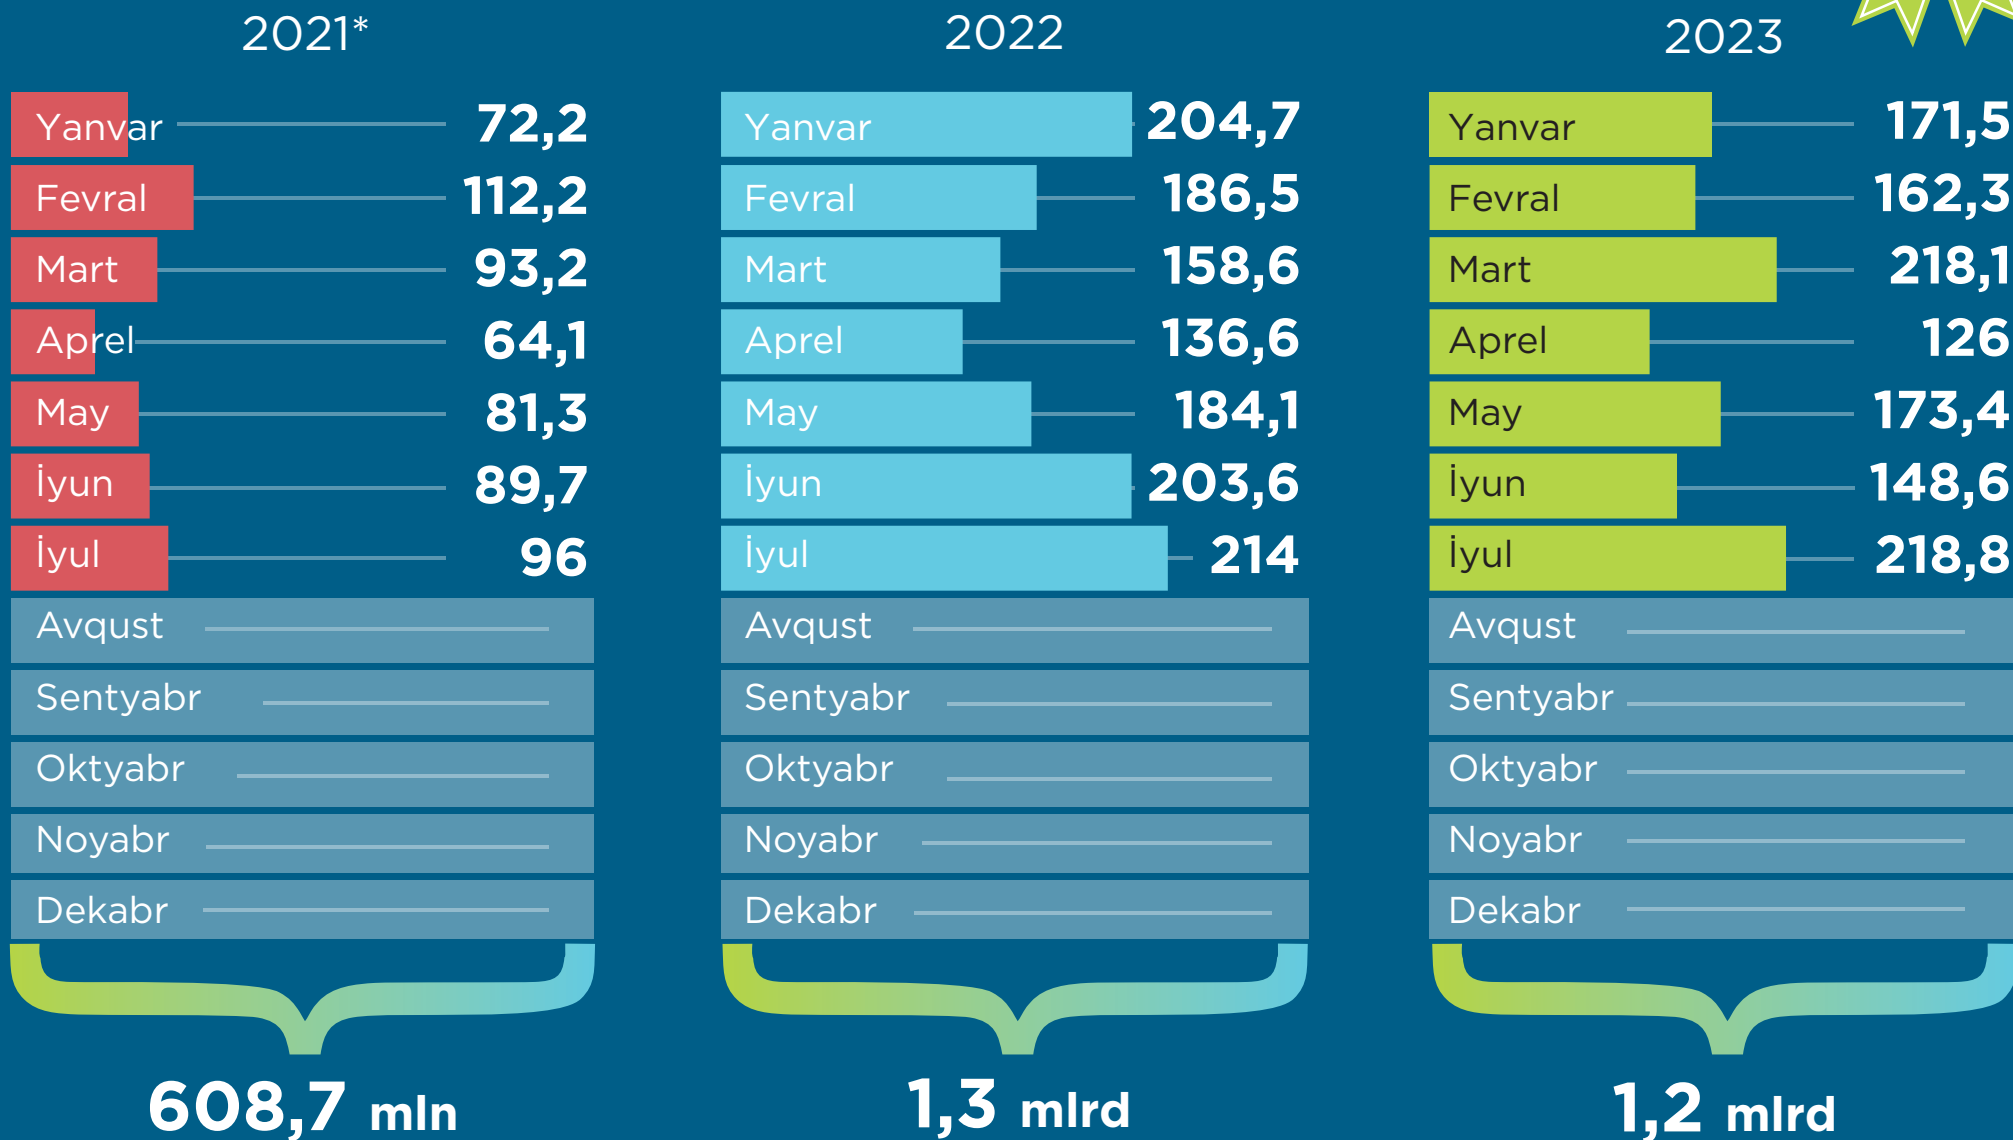 2021*
Yanvar 72,2
Fevral 112,2
Mart 93,2
Aprel 64,1
May 81,3
İyun 89,7
İyul 96
Avqust
Sentyabr
Oktyabr
Noyabr
Dekabr
608,7 mln
2022
Yanvar 204,7
Fevral 186,5
Mart 158,6
Aprel 136,6
May 184,1
İyun 203,6
İyul 214
Avqust
Sentyabr
Oktyabr
Noyabr
Dekabr
1,3 mlrd
2023
Yanvar 171,5
Fevral 162,3
Mart 218,1
Aprel 126
May 173,4
İyun 148,6
İyul 218,8
Avqust
Sentyabr
Oktyabr
Noyabr
Dekabr
1,2 mlrd